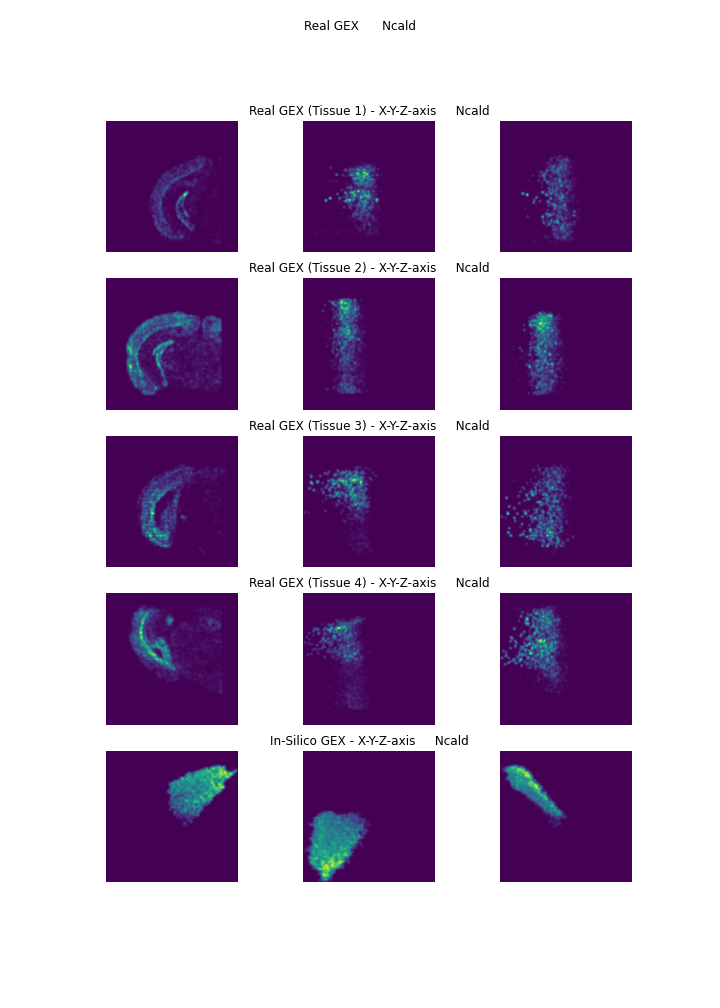 Real GEX Ncald
Real GEX (Tissue 1) - X-Y-Z-axis Ncald
Real GEX (Tissue 2) - X-Y-Z-axis Ncald
Real GEX (Tissue 3) - X-Y-Z-axis Ncald
Real GEX (Tissue 4) - X-Y-Z-axis Ncald
In-Silico GEX - X-Y-Z-axis Ncald